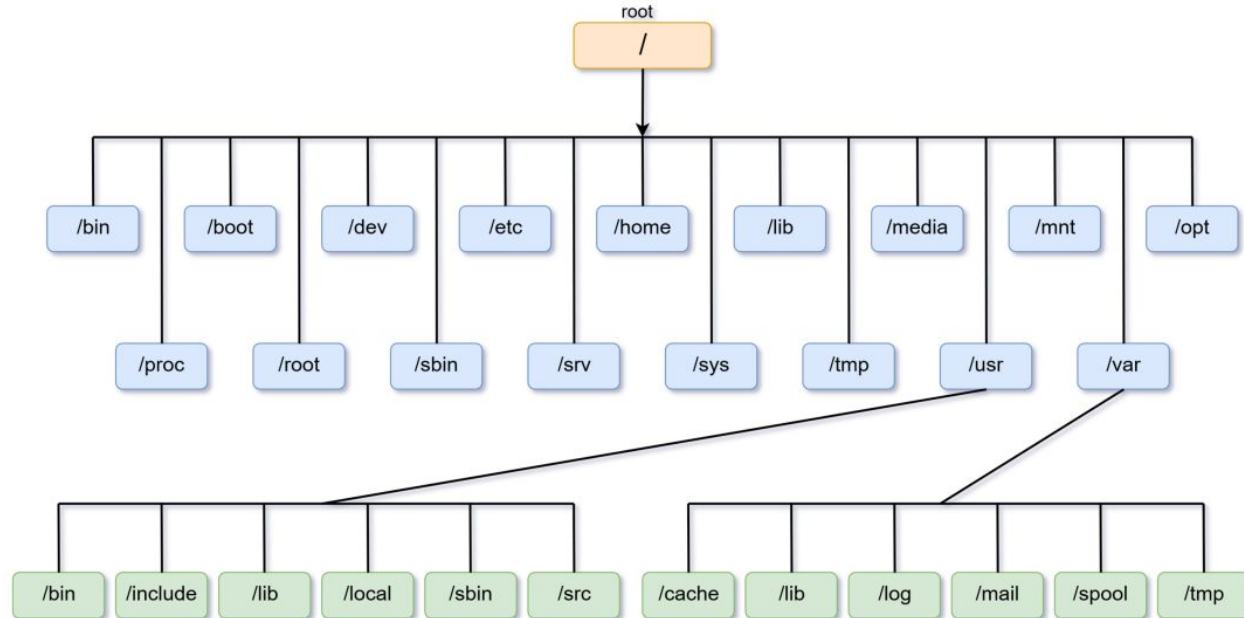 root
/
/bin
/boot
/dev
/etc
/home
/lib
/media
/mnt
/opt
/proc
/root
/sbin
/srv
/sys
/tmp
/usr
/var
/bin
/include
/lib
/local
/sbin
/src
/cache
/lib
/log
/mail
/spool
/tmp